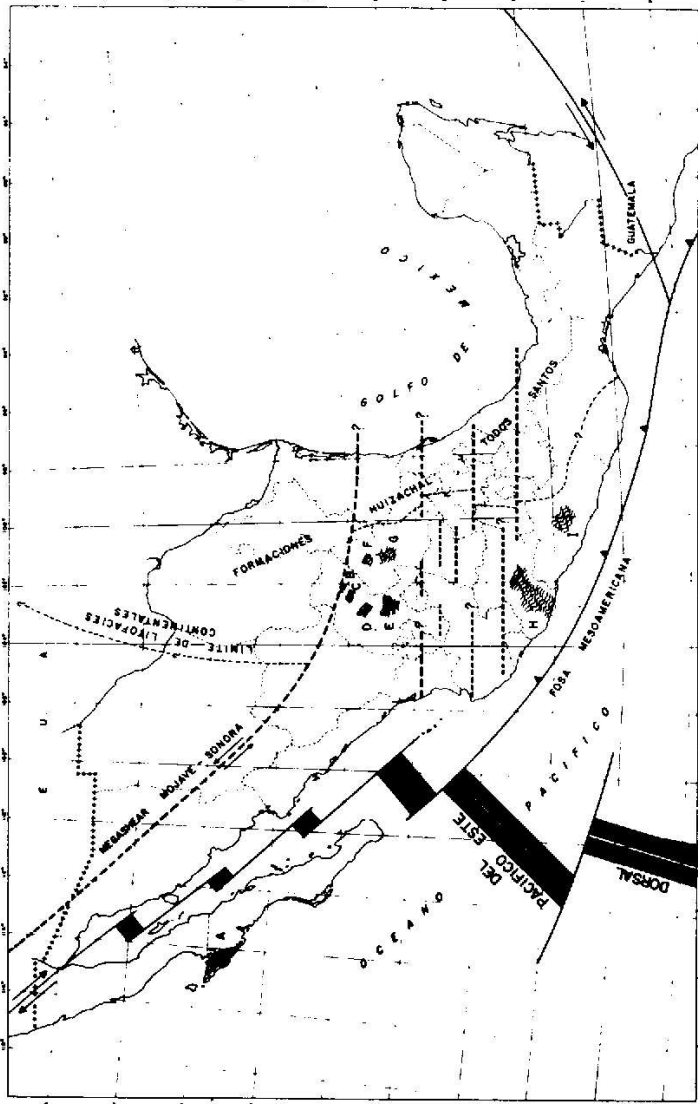 E U A
MEGASHEAR MOJAVE SONORA
LIMITE DE LITOFACIES
CONTINENTALES
FORMACIONES HUIZACHAL TODOS SANTOS
GOLFO DE MEXICO
A
C
D
E
F
G
H
I
GUATEMALA
FOSA MESOAMERICANA
OCEANO PACIFICO
DORSAL
DEL
PACIFICO ESTE